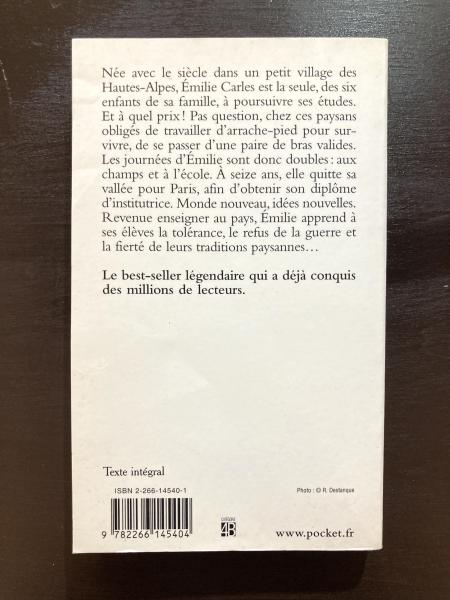 Née avec le siècle dans un petit village des
Hautes-Alpes, Émilie Carles est la seule, des six
enfants de sa famille, à poursuivre ses études.
Et à quel prix ! Pas question, chez ces paysans
obligés de travailler d'arrache-pied pour sur-
vivre, de se passer d'une paire de bras valides.
Les journées d'Émilie sont donc doubles : aux
champs et à l'école. À seize ans, elle quitte sa
vallée pour Paris, afin d'obtenir son diplôme
d'institutrice. Monde nouveau, idées nouvelles.
Revenue enseigner au pays, Émilie apprend à
ses élèves la tolérance, le refus de la guerre et
la fierté de leurs traditions paysannes…
Le best-seller légendaire qui a déjà conquis
des millions de lecteurs.
Texte intégral
ISBN 2-266-14540-1
Photo : © R. Destarque
9 782266 145404
4B
www.pocket.fr